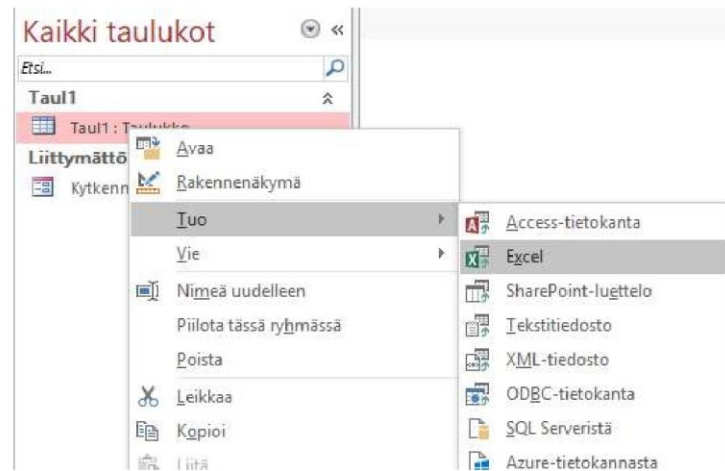 Kaikki taulukot
Etsi...
Taul1
Taul1 : Taulukko
Liittymättö
Kytkenn
Avaa
Rakennenäkymä
Tuo
Vie
Nimeä uudelleen
Piilota tässä ryhmässä
Poista
Leikkaa
Kopioi
Liitä
Access-tietokanta
Excel
SharePoint-luettelo
Tekstitiedosto
XML-tiedosto
ODBC-tietokanta
SQL Serveristä
Azure-tietokannasta